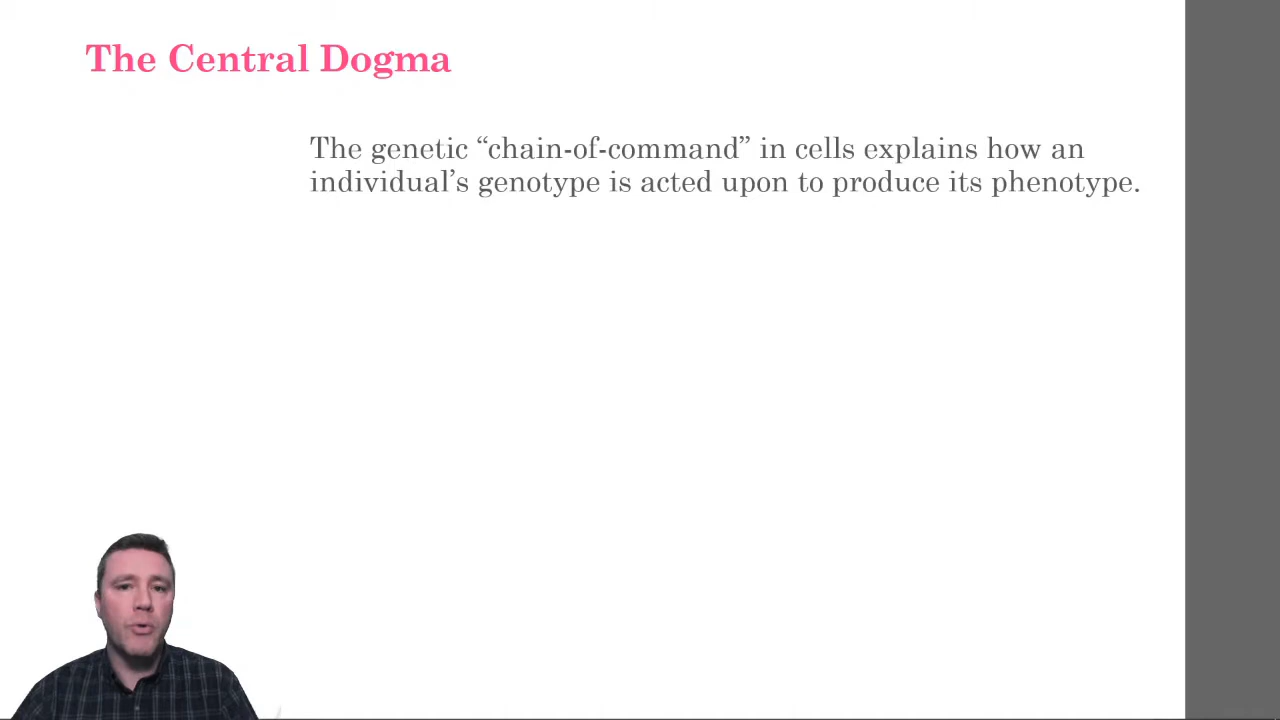 The Central Dogma
The genetic “chain-of-command” in cells explains how an
individual’s genotype is acted upon to produce its phenotype.